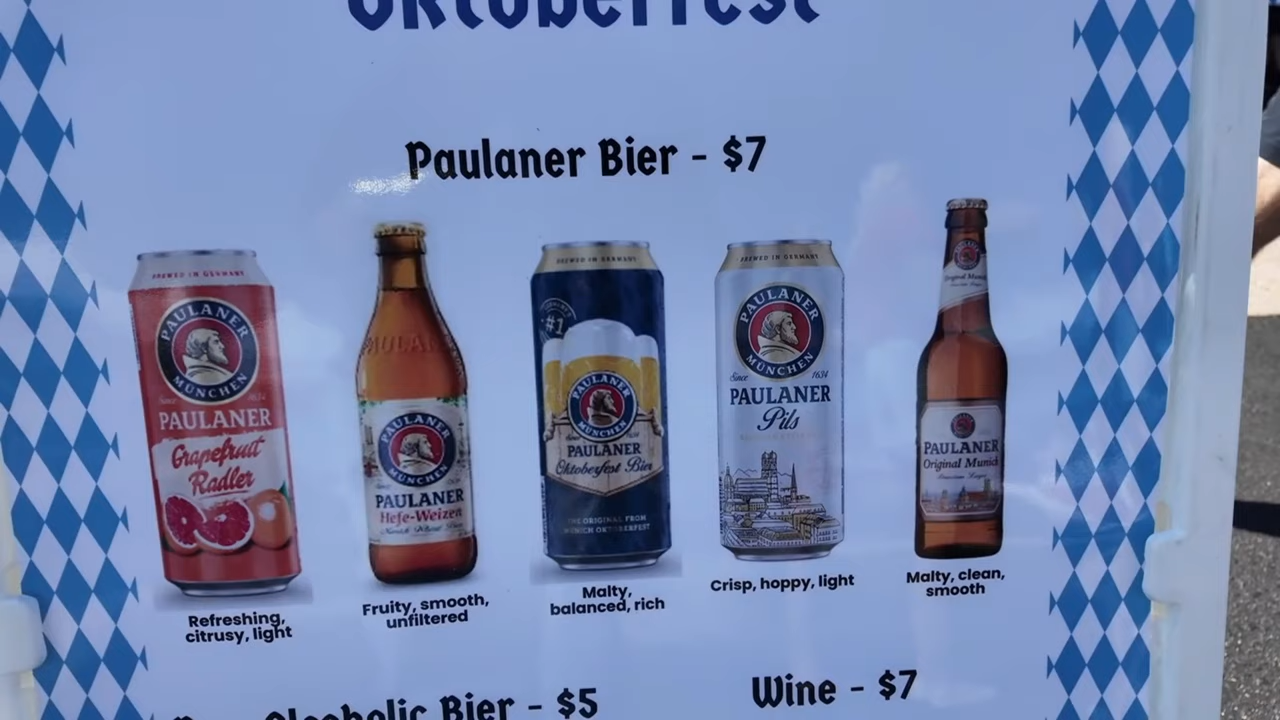 Oktoberfest
Paulaner Bier - $7
BREWED IN GERMANY
PAULANER
MÜNCHEN
Since 1634
PAULANER
Grapefruit
Radler
PAULANER
MÜNCHEN
PAULANER
Hefe-Weizen
BREWED IN GERMANY
#1
PAULANER
MÜNCHEN
PAULANER
Oktoberfest Bier
THE ORIGINAL FROM
MUNICH OKTOBERFEST
BREWED IN GERMANY
PAULANER
MÜNCHEN
Since 1634
PAULANER
Pils
Original Munich
PAULANER
Original Munich
Refreshing,
citrusy, light
Fruity, smooth,
unfiltered
Malty,
balanced, rich
Crisp, hoppy, light
Malty, clean,
smooth
Alcoholic Bier - $5
Wine - $7